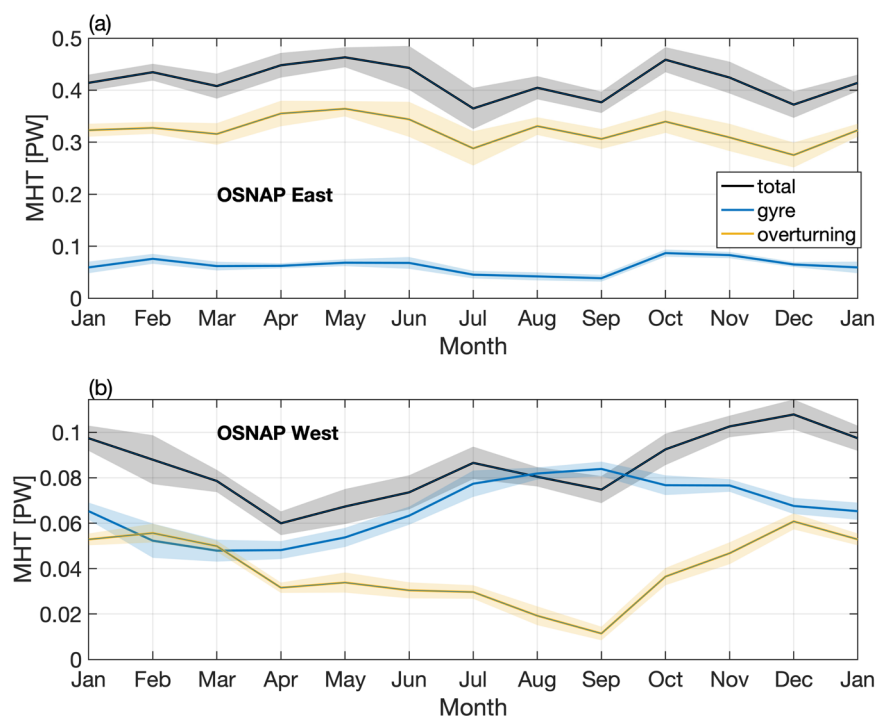 (a)
0.5
0.4
0.3
0.2
0.1
0
MHT [PW]
OSNAP East
total
gyre
overturning
Jan Feb Mar Apr May Jun Jul Aug Sep Oct Nov Dec Jan
Month
(b)
0.1
0.08
0.06
0.04
0.02
0
MHT [PW]
OSNAP West
Jan Feb Mar Apr May Jun Jul Aug Sep Oct Nov Dec Jan
Month